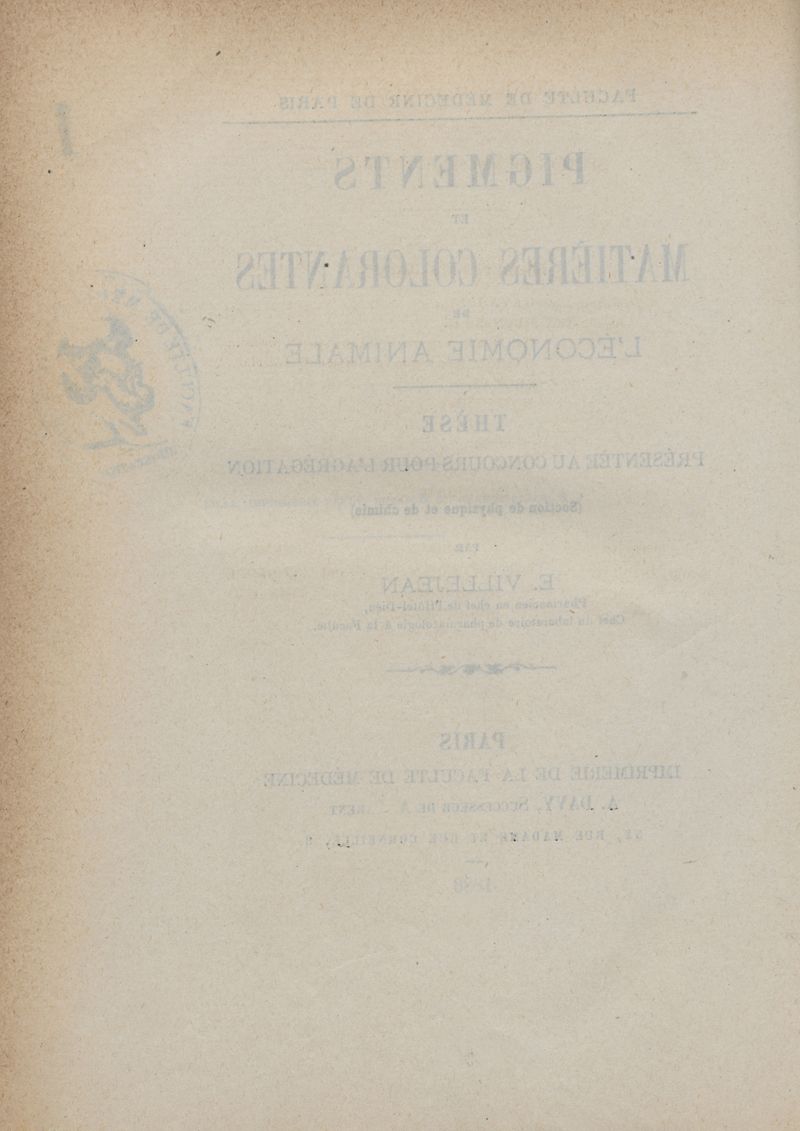 FACULTÉ DE MÉDECINE DE PARIS
PIGMENTS
ET
MATIÈRES COLORANTES
DE
L'ÉCONOMIE ANIMALE
THÈSE
PRÉSENTÉE AU CONCOURS POUR L'AGRÉGATION
(Section de physique et de chimie)
PAR
E. VILLEJEAN
Pharmacien en chef de l'Hôtel-Dieu,
Chef du laboratoire de pharmacologie à la Faculté.
PARIS
IMPRIMERIE DE LA FACULTÉ DE MÉDECINE
A. DAVY, SUCCESSEUR DE A.
RUE MADAME ET RUE CORNEILLE, 3